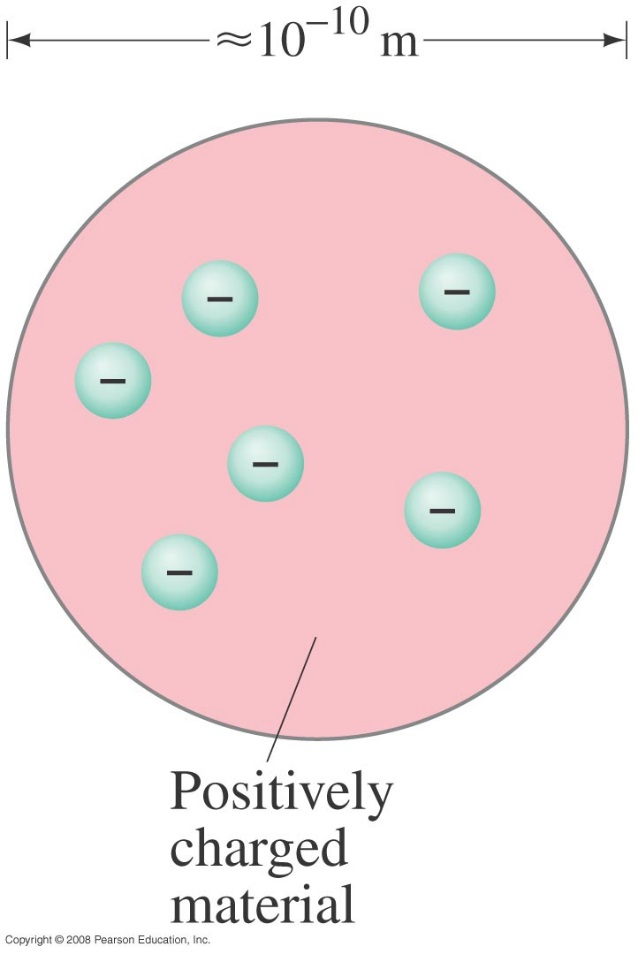 ≈10⁻¹⁰ m
−
−
−
−
−
−
Positively
charged
material
Copyright © 2008 Pearson Education, Inc.